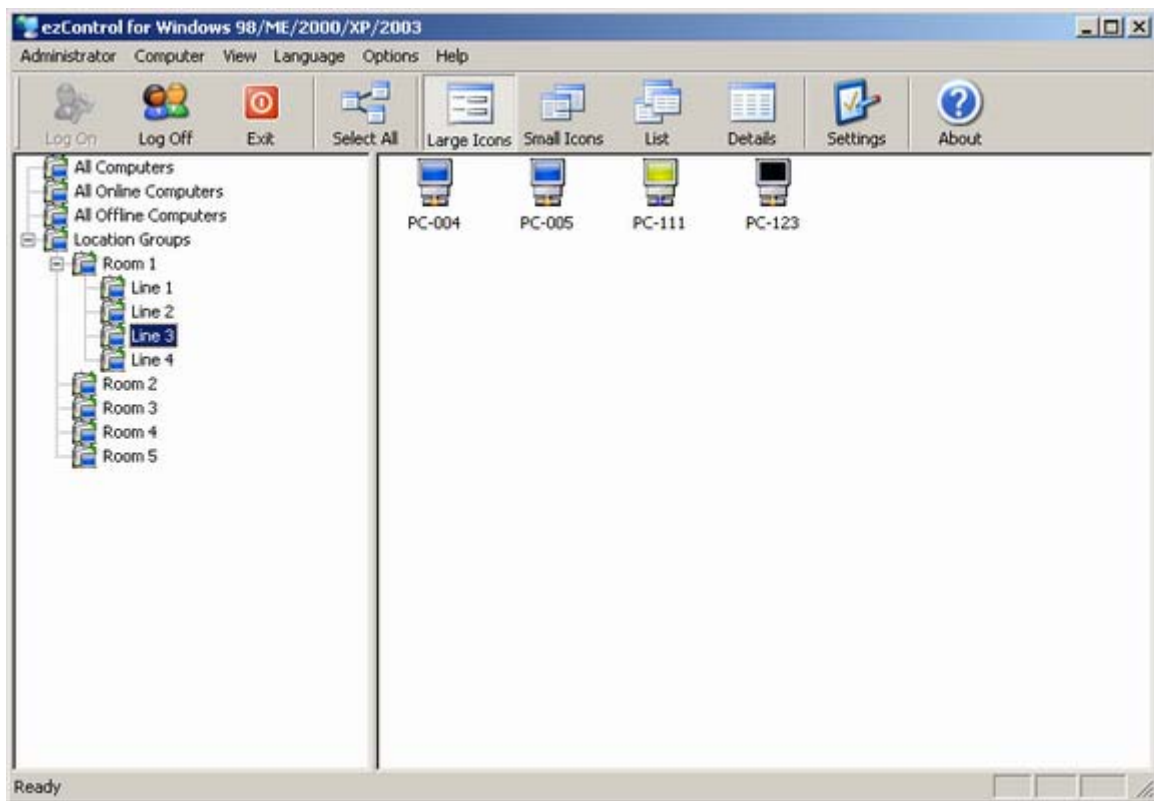 ezControl for Windows 98/ME/2000/XP/2003
Administrator Computer View Language Options Help
Log On Log Off Exit Select All Large Icons Small Icons List Details Settings About
All Computers
All Online Computers
All Offline Computers
Location Groups
Room 1
Line 1
Line 2
Line 3
Line 4
Room 2
Room 3
Room 4
Room 5
PC-004 PC-005 PC-111 PC-123
Ready